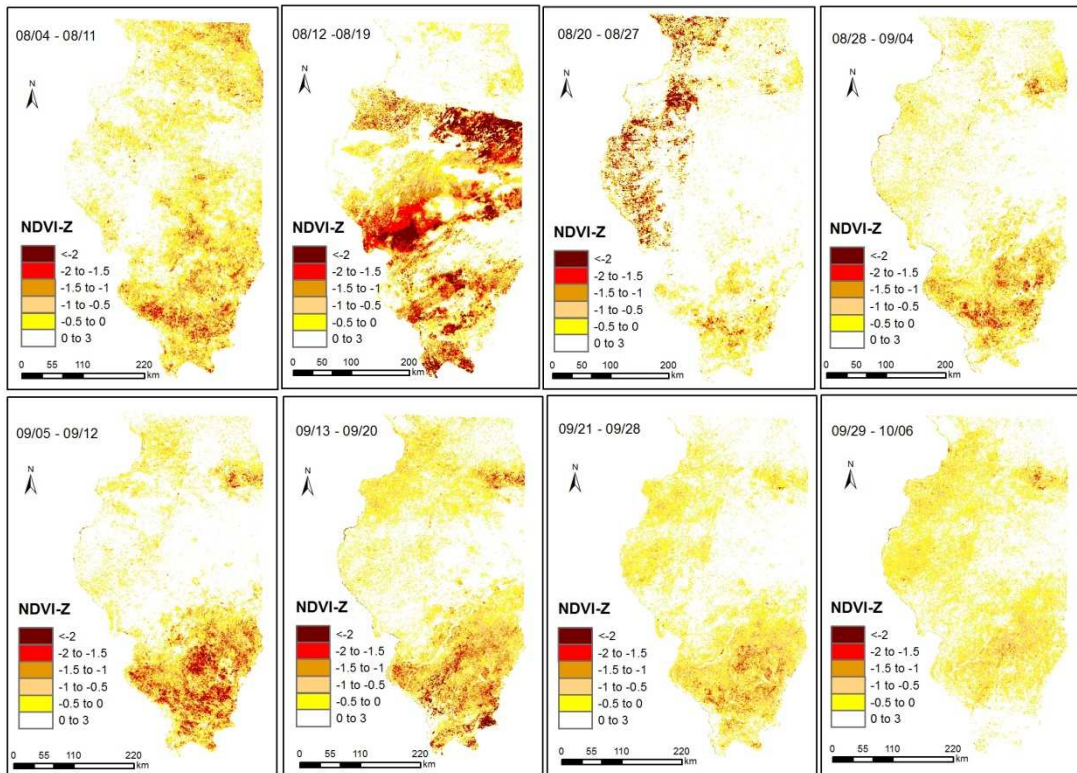 08/04 - 08/11
N
NDVI-Z
<-2
-2 to -1.5
-1.5 to -1
-1 to -0.5
-0.5 to 0
0 to 3
0 55 110 220
km
08/12 -08/19
N
NDVI-Z
<-2
-2 to -1.5
-1.5 to -1
-1 to -0.5
-0.5 to 0
0 to 3
0 50 100 200
km
08/20 - 08/27
N
NDVI-Z
<-2
-2 to -1.5
-1.5 to -1
-1 to -0.5
-0.5 to 0
0 to 3
0 50 100 200
km
08/28 - 09/04
N
NDVI-Z
<-2
-2 to -1.5
-1.5 to -1
-1 to -0.5
-0.5 to 0
0 to 3
0 50 100 200
km
09/05 - 09/12
N
NDVI-Z
<-2
-2 to -1.5
-1.5 to -1
-1 to -0.5
-0.5 to 0
0 to 3
0 55 110 220
km
09/13 - 09/20
N
NDVI-Z
<-2
-2 to -1.5
-1.5 to -1
-1 to -0.5
-0.5 to 0
0 to 3
0 55 110 220
km
09/21 - 09/28
N
NDVI-Z
<-2
-2 to -1.5
-1.5 to -1
-1 to -0.5
-0.5 to 0
0 to 3
0 55 110 220
km
09/29 - 10/06
N
NDVI-Z
<-2
-2 to -1.5
-1.5 to -1
-1 to -0.5
-0.5 to 0
0 to 3
0 55 110 220
km